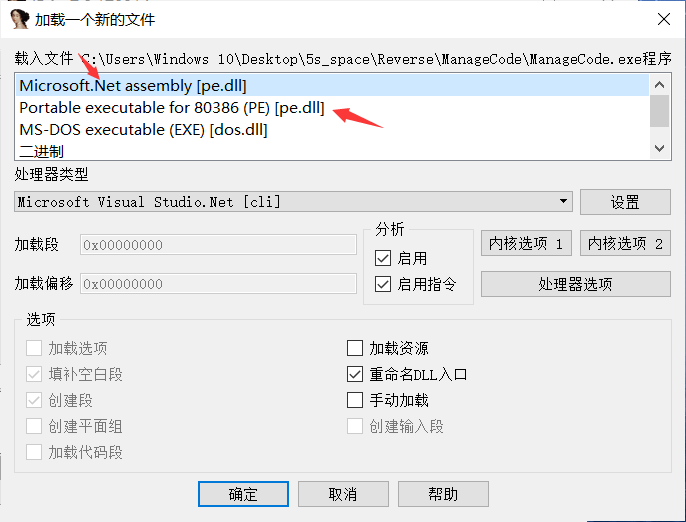 加载一个新的文件
载入文件 C:\Users\Windows 10\Desktop\5s_space\Reverse\ManageCode\ManageCode.exe程序
Microsoft.Net assembly [pe.dll]
Portable executable for 80386 (PE) [pe.dll]
MS-DOS executable (EXE) [dos.dll]
二进制
处理器类型
Microsoft Visual Studio.Net [cli]
设置
加载段 0x00000000
加载偏移 0x00000000
分析
启用
启用指令
内核选项 1
内核选项 2
处理器选项
选项
加载选项
填补空白段
创建段
创建平面组
加载代码段
加载资源
重命名DLL入口
手动加载
创建输入段
确定
取消
帮助